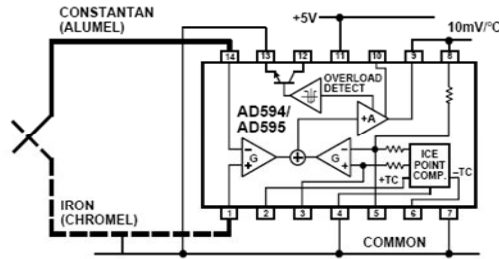 CONSTANTAN
(ALUMEL)
+5V
10mV/°C
14
13
12
11
10
9
8
OVERLOAD
DETECT
AD594/
AD595
+A
–
+
G
+
G
–
+
ICE
POINT
COMP.
–TC
+TC
IRON
(CHROMEL)
1
2
3
4
5
6
7
COMMON